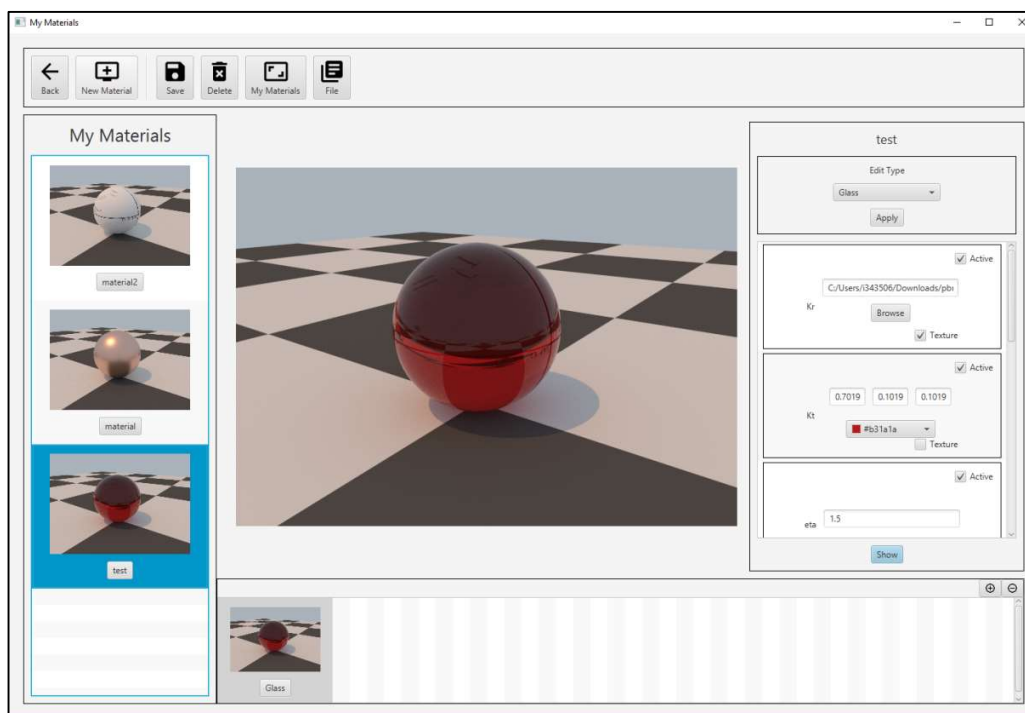 My Materials
Back
New Material
Save
Delete
My Materials
File
My Materials
material2
material
test
test
Edit Type
Glass
Apply
Active
Kr
C:/Users/i343506/Downloads/pbr
Browse
Texture
Active
Kt
0.7019 0.1019 0.1019
#b31a1a
Texture
Active
eta
1.5
Show
Glass